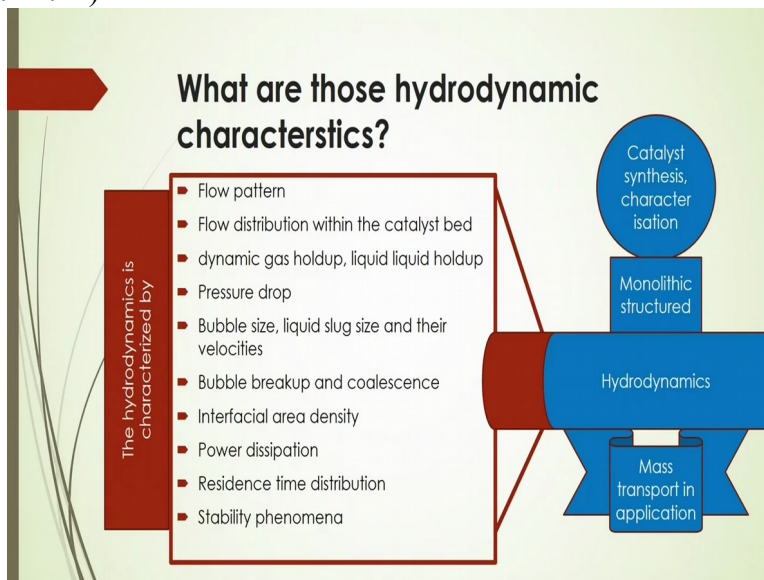 What are those hydrodynamic
characterstics?
The hydrodynamics is
characterized by
Flow pattern
Flow distribution within the catalyst bed
dynamic gas holdup, liquid liquid holdup
Pressure drop
Bubble size, liquid slug size and their
velocities
Bubble breakup and coalescence
Interfacial area density
Power dissipation
Residence time distribution
Stability phenomena
Catalyst
synthesis,
character
isation
Monolithic
structured
Hydrodynamics
Mass
transport in
application